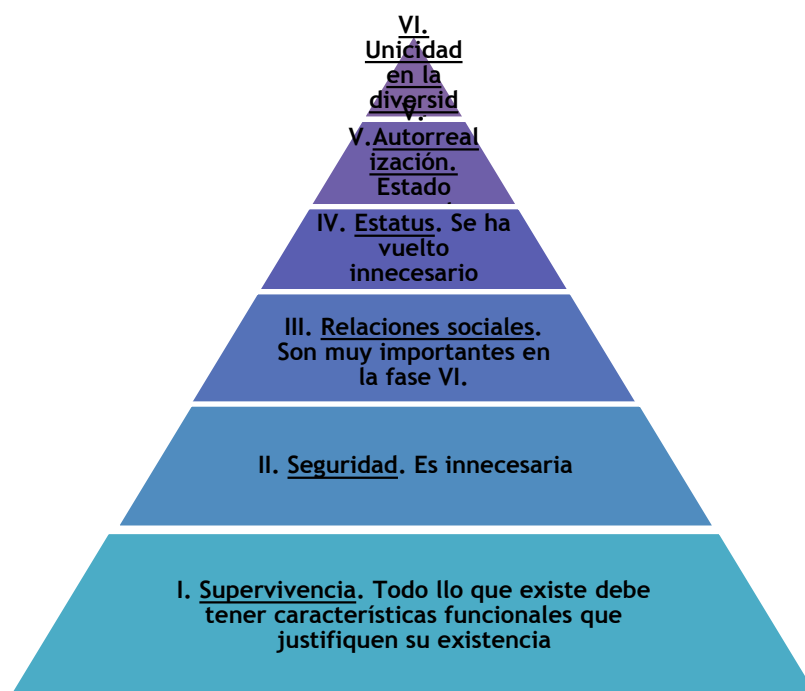 VI.
Unicidad
en la
diversid
V.
V.Autorreal
ización.
Estado
IV. Estatus. Se ha
vuelto
innecesario
III. Relaciones sociales.
Son muy importantes en
la fase VI.
II. Seguridad. Es innecesaria
I. Supervivencia. Todo llo que existe debe
tener características funcionales que
justifiquen su existencia